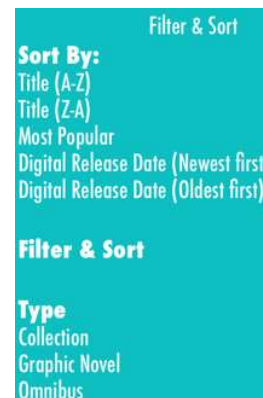 Filter & Sort
Sort By:
Title (A-Z)
Title (Z-A)
Most Popular
Digital Release Date (Newest first
Digital Release Date (Oldest first)
Filter & Sort
Type
Collection
Graphic Novel
Omnibus